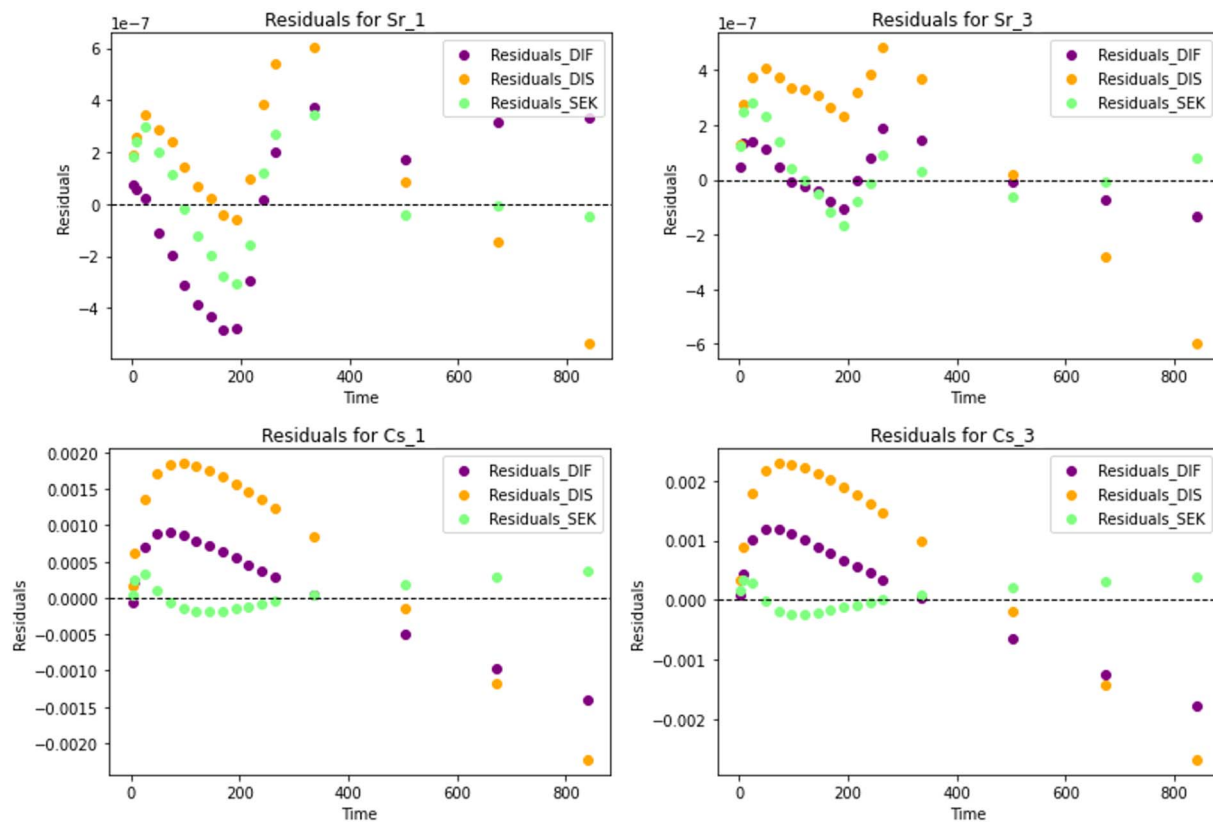 Residuals for Sr_1
1e−7
Residuals_DIF
Residuals_DIS
Residuals_SEK
6
4
2
0
−2
−4
Residuals
0 200 400 600 800
Time
Residuals for Sr_3
1e−7
Residuals_DIF
Residuals_DIS
Residuals_SEK
4
2
0
−2
−4
−6
Residuals
0 200 400 600 800
Time
Residuals for Cs_1
Residuals_DIF
Residuals_DIS
Residuals_SEK
0.0020
0.0015
0.0010
0.0005
0.0000
−0.0005
−0.0010
−0.0015
−0.0020
Residuals
0 200 400 600 800
Time
Residuals for Cs_3
Residuals_DIF
Residuals_DIS
Residuals_SEK
0.002
0.001
0.000
−0.001
−0.002
Residuals
0 200 400 600 800
Time